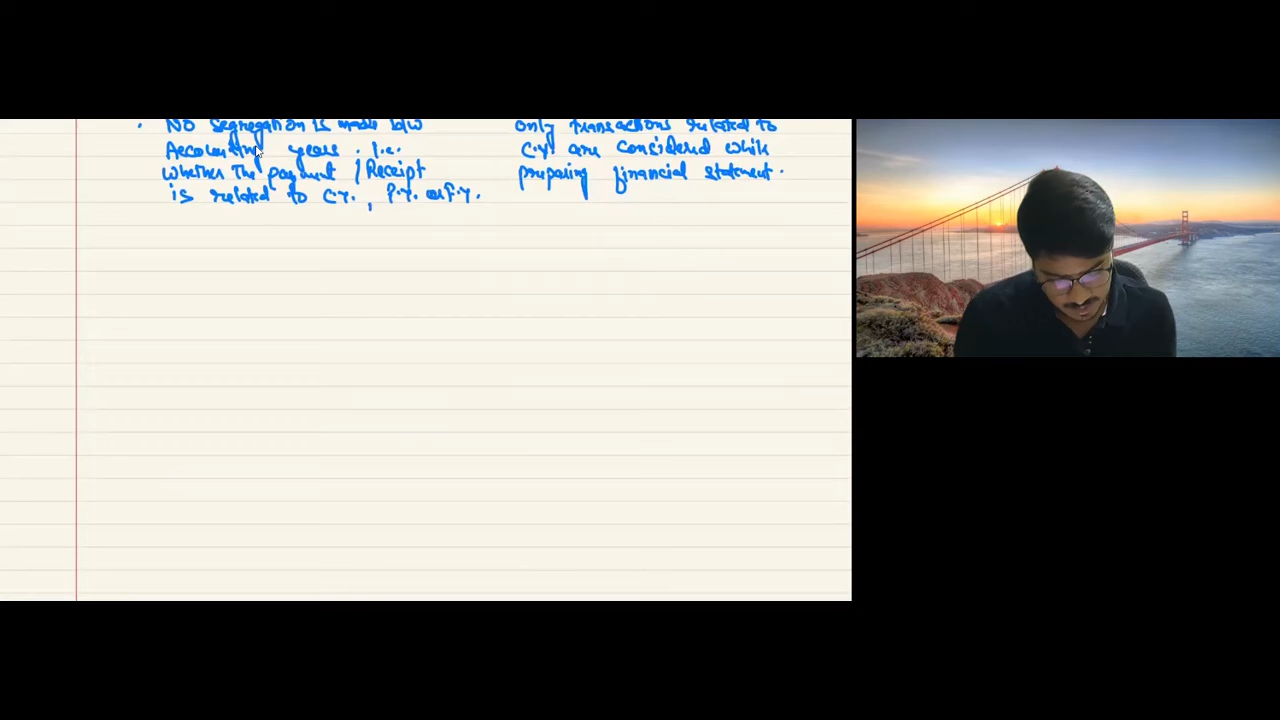 . No segregation is made b/w
Accounting years. I.e.
whether the payment / Receipt
is related to C.Y., P.Y. or F.Y.
only transactions related to
C.Y. are considered while
preparing financial statement.